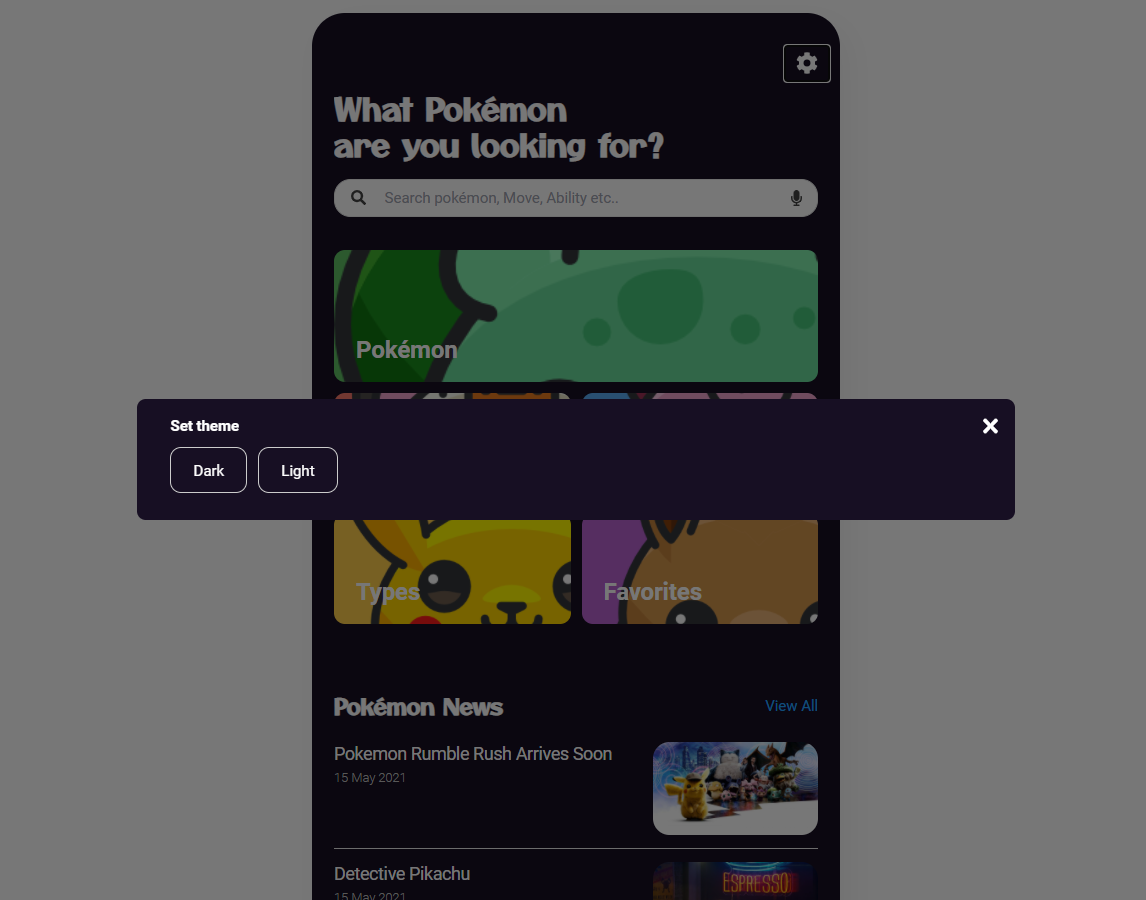 What Pokémon
are you looking for?
Search pokémon, Move, Ability etc..
Pokémon
Set theme
Dark
Light
Types
Favorites
Pokémon News
View All
Pokemon Rumble Rush Arrives Soon
15 May 2021
Detective Pikachu
15 May 2021
ESPRESSO